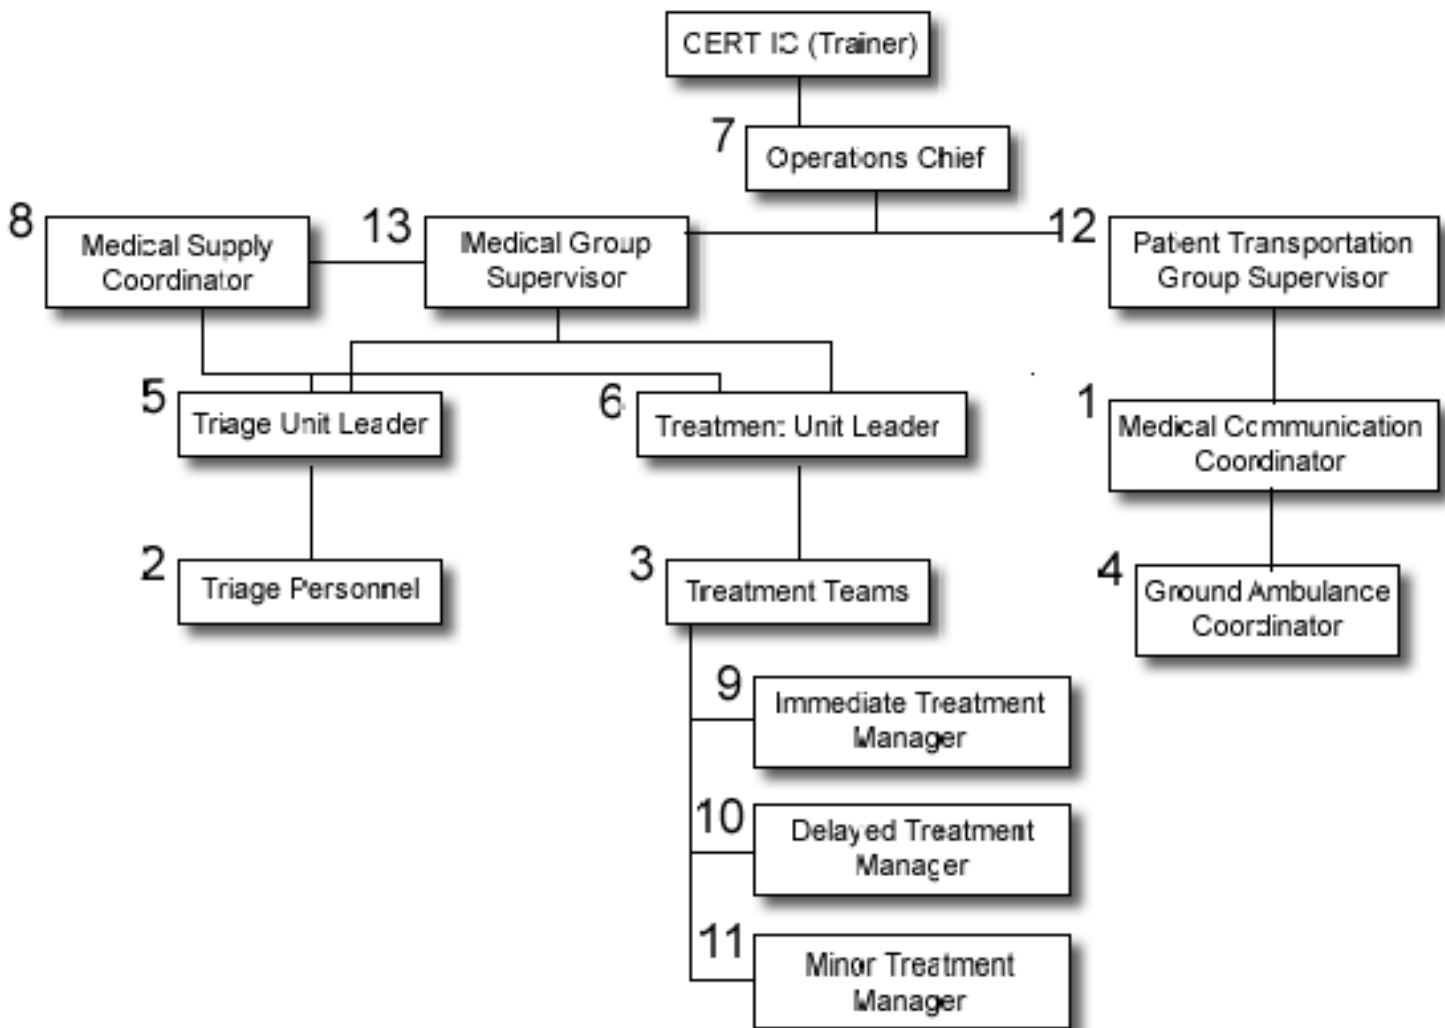 CERT IC (Trainer)
7
Operations Chief
8
Medical Supply
Coordinator
13
Medical Group
Supervisor
12
Patient Transportation
Group Supervisor
5
Triage Unit Leader
6
Treatment Unit Leader
1
Medical Communication
Coordinator
2
Triage Personnel
3
Treatment Teams
4
Ground Ambulance
Coordinator
9
Immediate Treatment
Manager
10
Delayed Treatment
Manager
11
Minor Treatment
Manager